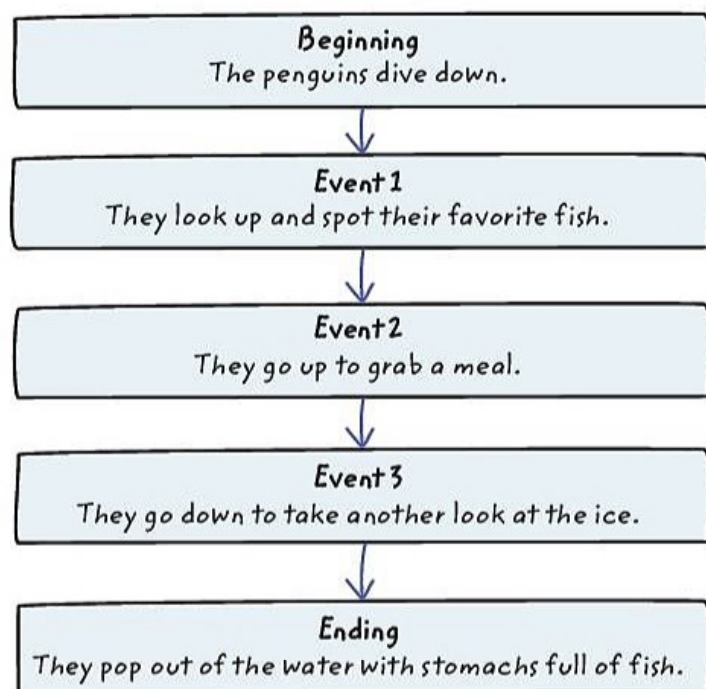 Beginning
The penguins dive down.
Event 1
They look up and spot their favorite fish.
Event 2
They go up to grab a meal.
Event 3
They go down to take another look at the ice.
Ending
They pop out of the water with stomachs full of fish.